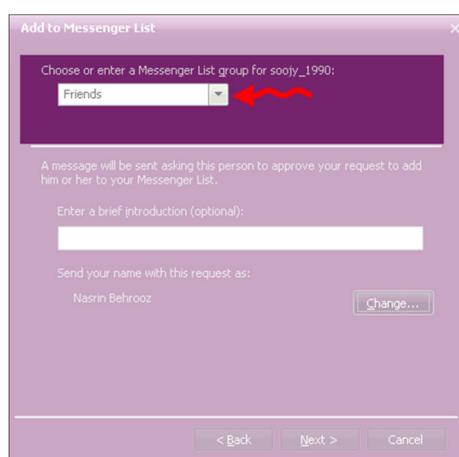 Add to Messenger List
Choose or enter a Messenger List group for soojy_1990:
Friends
A message will be sent asking this person to approve your request to add
him or her to your Messenger List.
Enter a brief introduction (optional):
Send your name with this request as:
Nasrin Behrooz
Change...
< Back Next > Cancel